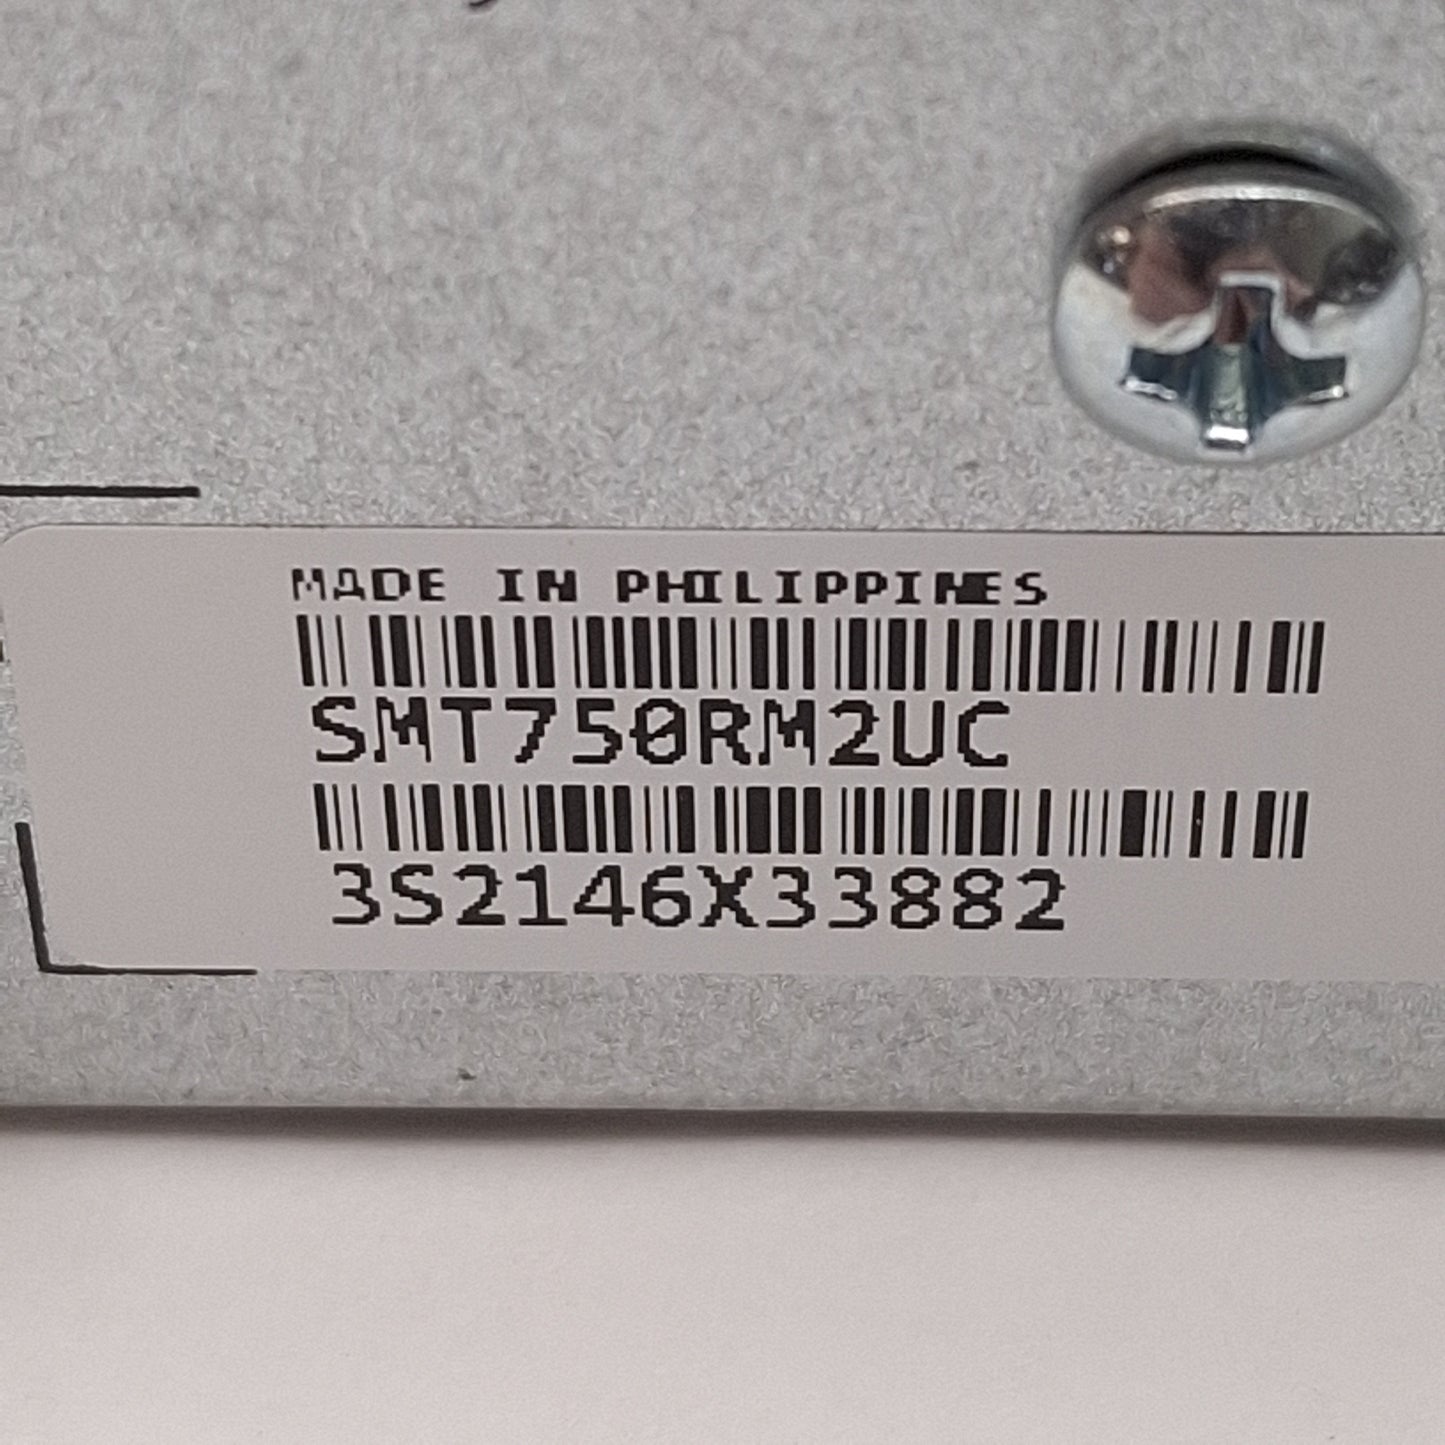 MADE IN PHILIPPINES
SMT750RM2UC
3S2146X33882